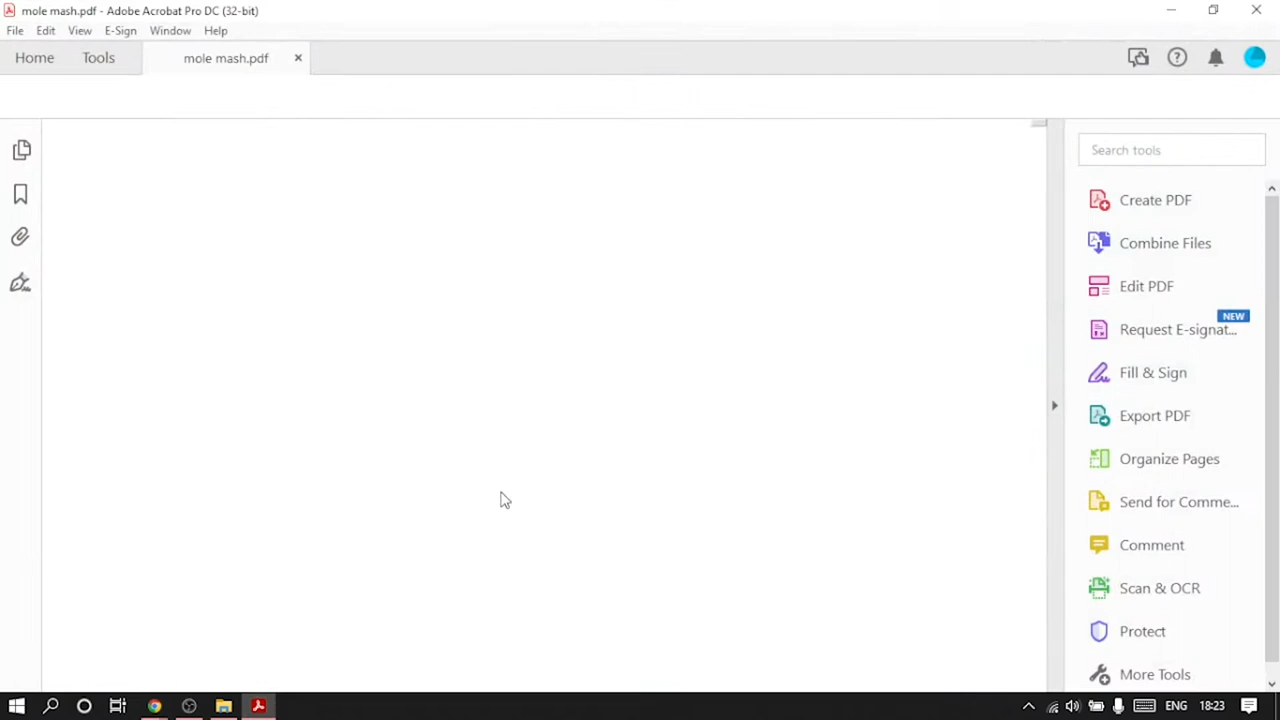 mole mash.pdf - Adobe Acrobat Pro DC (32-bit)
File Edit View E-Sign Window Help
Home Tools mole mash.pdf
Search tools
Create PDF
Combine Files
Edit PDF
NEW
Request E-signat...
Fill & Sign
Export PDF
Organize Pages
Send for Comme...
Comment
Scan & OCR
Protect
More Tools
ENG 18:23